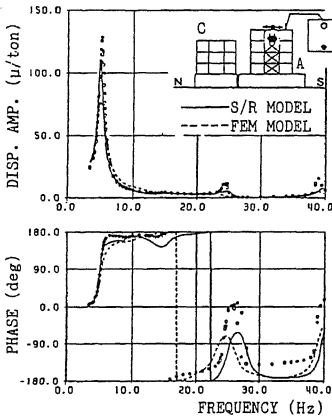 DISP. AMP. (μ/ton)
150.0
100.0
50.0
0.0
C
A
N
S
S/R MODEL
FEM MODEL
0.0 10.0 20.0 30.0 40.0
PHASE (deg)
180.0
90.0
0.0
-90.0
-180.0
0.0 10.0 20.0 30.0 40.0
FREQUENCY (Hz)